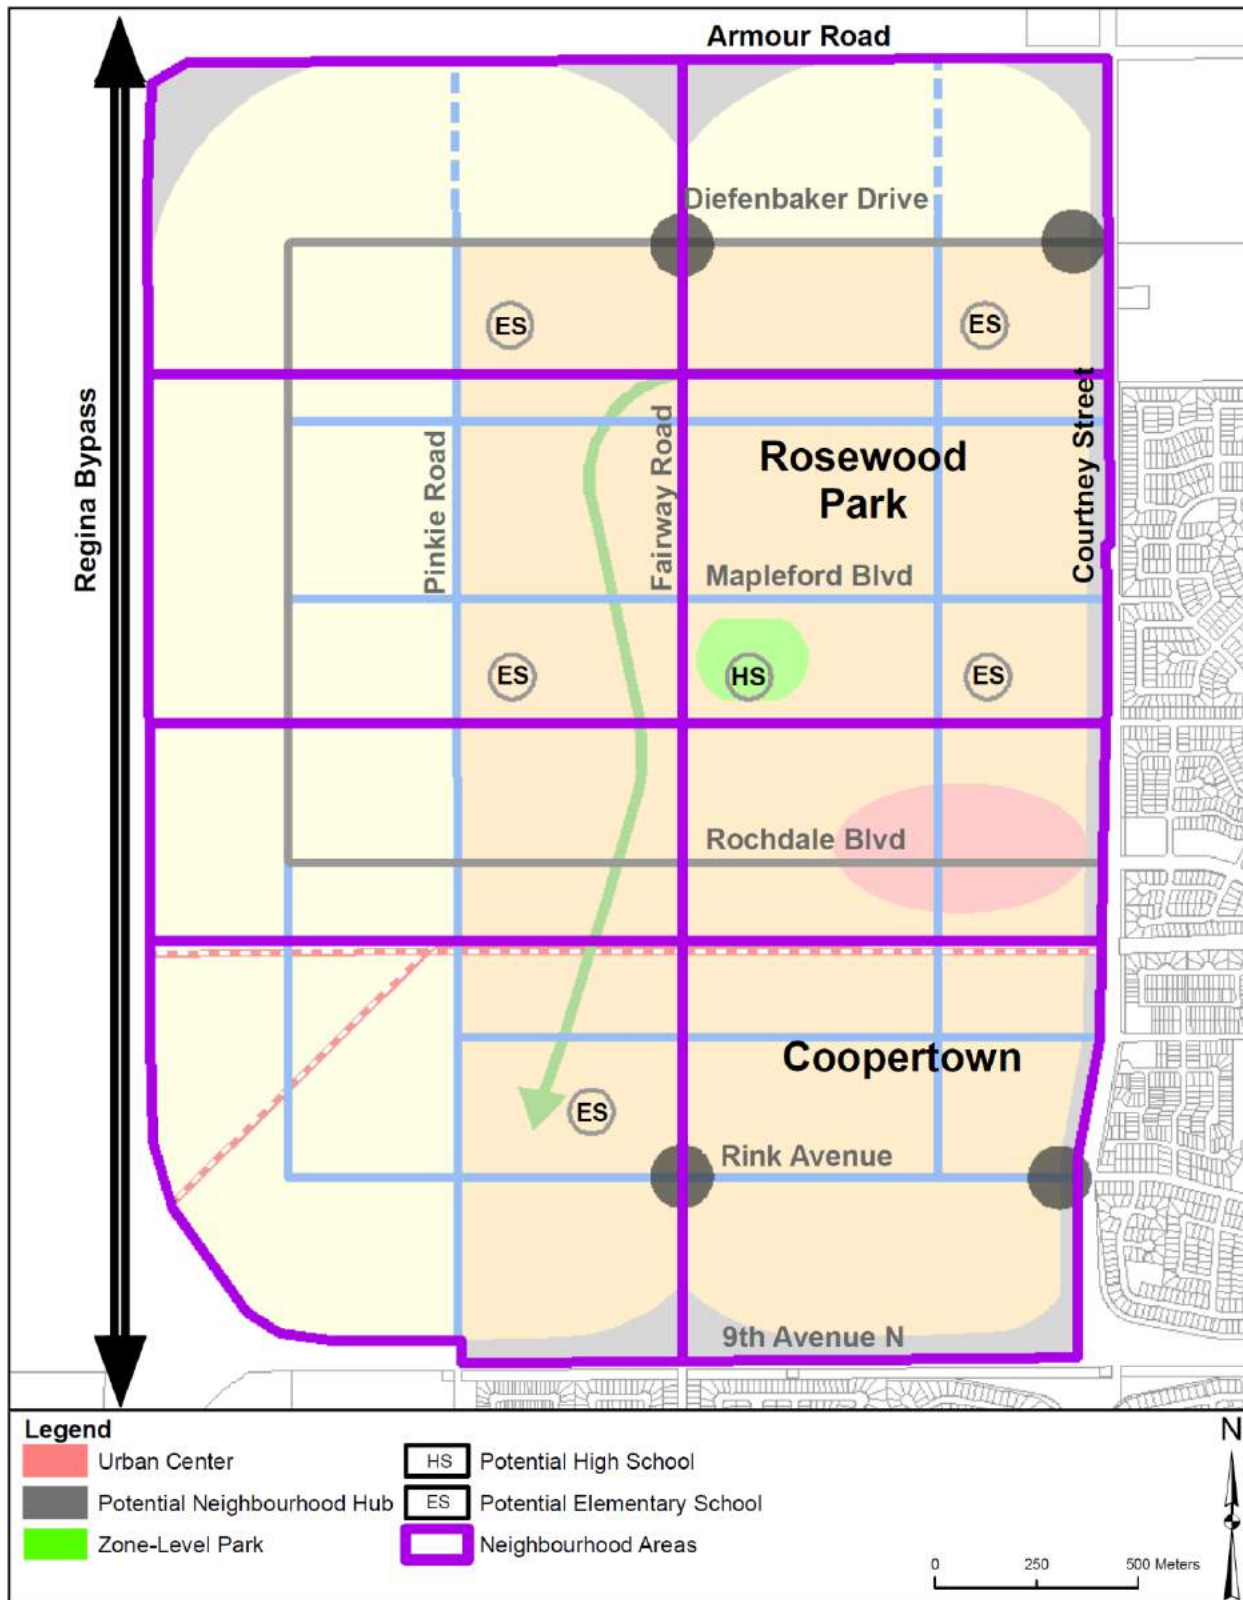 Armour Road
Diefenbaker Drive
ES
ES
Regina Bypass
Pinkie Road
Fairway Road
Courtney Street
Rosewood
Park
Mapleford Blvd
ES
HS
ES
Rochdale Blvd
Coopertown
ES
Rink Avenue
9th Avenue N
Legend
Urban Center
Potential Neighbourhood Hub
Zone-Level Park
HS Potential High School
ES Potential Elementary School
Neighbourhood Areas
N
0 250 500 Meters